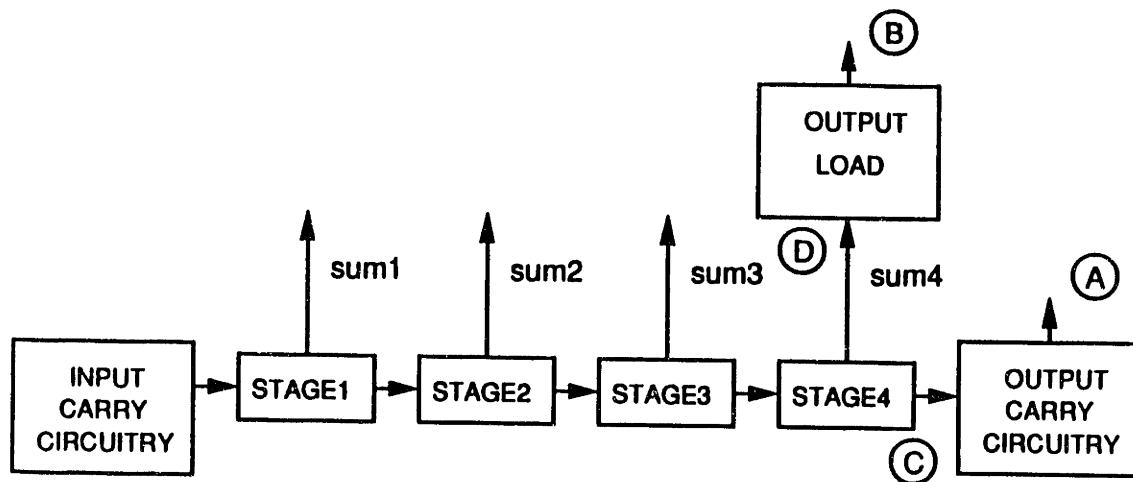 B
OUTPUT
LOAD
D
sum1
sum2
sum3
sum4
A
INPUT
CARRY
CIRCUITRY
STAGE1
STAGE2
STAGE3
STAGE4
OUTPUT
CARRY
CIRCUITRY
C